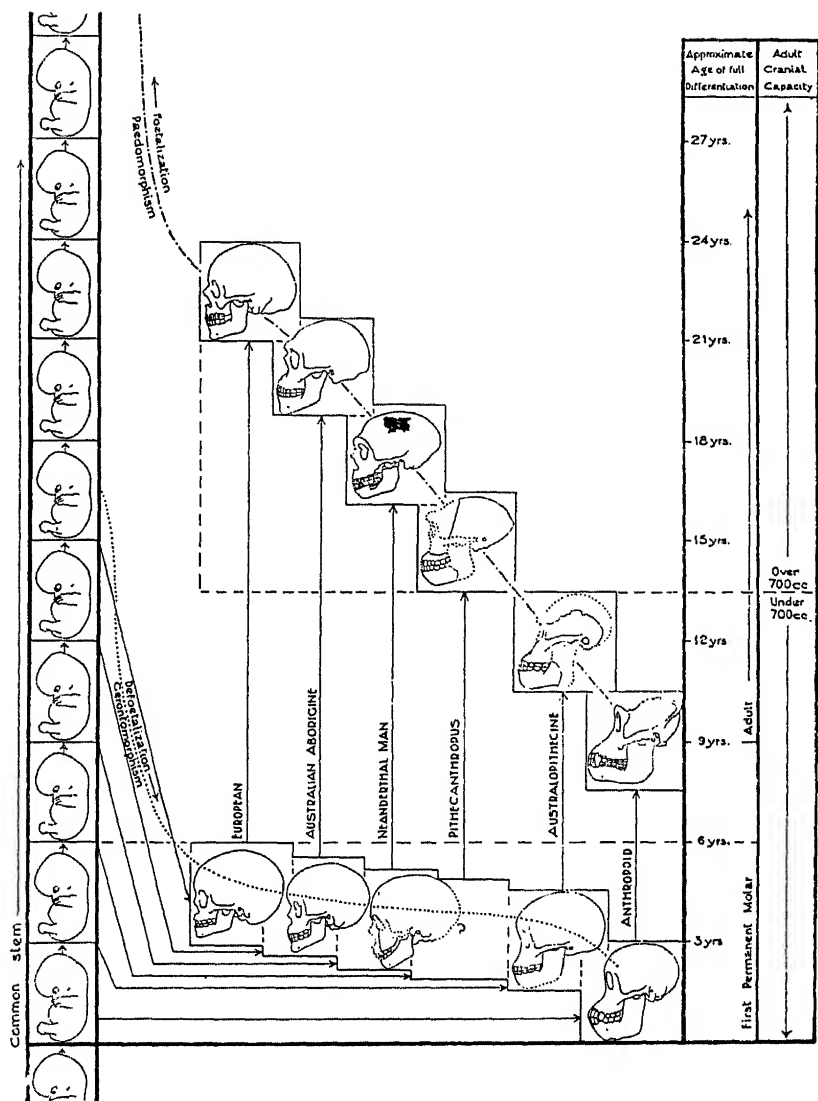 Approximate
Age of full
Differentiation
Adult
Cranial
Capacity
27 yrs.
24 yrs.
21 yrs.
18 yrs.
15 yrs.
12 yrs.
9 yrs.
6 yrs.
3 yrs
Over
700cc
Under
700cc
Adult
First Permanent Molar
Foetalization
Paedomorphism
Defoetalization
Gerontomorphism
EUROPEAN
AUSTRALIAN ABORIGINE
NEANDERTHAL MAN
PITHECANTHROPUS
AUSTRALOPITHECINE
ANTHROPOID
Common stem